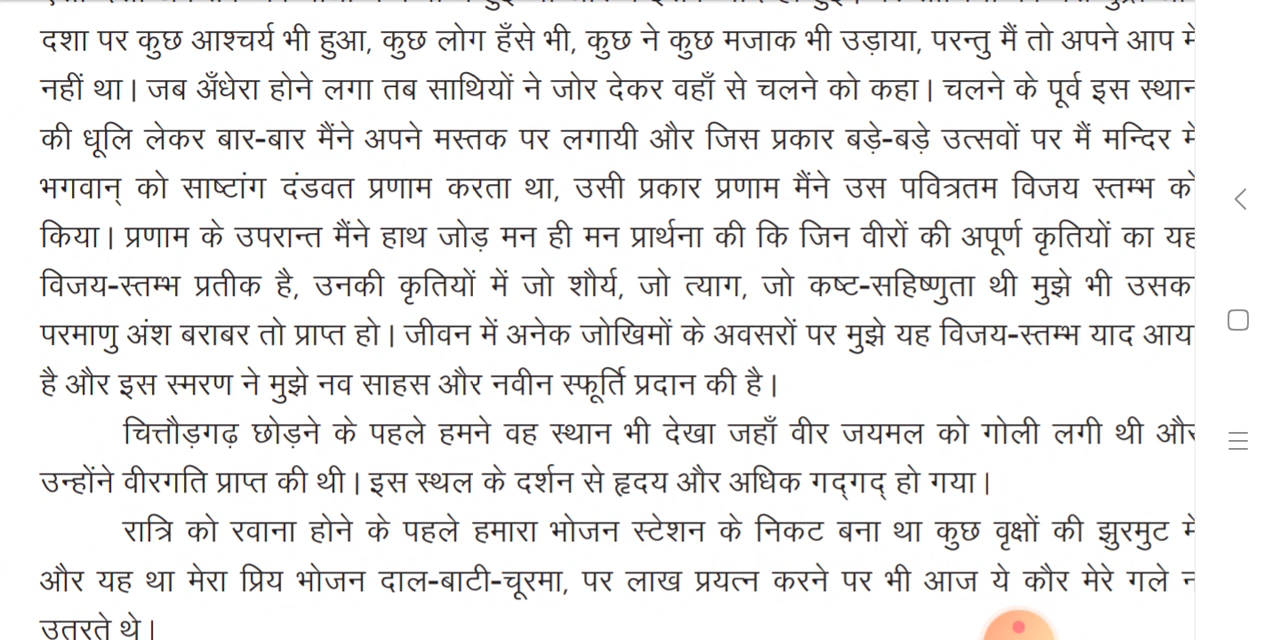 दशा पर कुछ आश्चर्य भी हुआ, कुछ लोग हँसे भी, कुछ ने कुछ मजाक भी उड़ाया, परन्तु मैं तो अपने आप में
नहीं था। जब अँधेरा होने लगा तब साथियों ने जोर देकर वहाँ से चलने को कहा। चलने के पूर्व इस स्थान
की धूलि लेकर बार-बार मैंने अपने मस्तक पर लगायी और जिस प्रकार बड़े-बड़े उत्सवों पर मैं मन्दिर में
भगवान् को साष्टांग दंडवत प्रणाम करता था, उसी प्रकार प्रणाम मैंने उस पवित्रतम विजय स्तम्भ को
किया। प्रणाम के उपरान्त मैंने हाथ जोड़ मन ही मन प्रार्थना की कि जिन वीरों की अपूर्ण कृतियों का यह
विजय-स्तम्भ प्रतीक है, उनकी कृतियों में जो शौर्य, जो त्याग, जो कष्ट-सहिष्णुता थी मुझे भी उसका
परमाणु अंश बराबर तो प्राप्त हो। जीवन में अनेक जोखिमों के अवसरों पर मुझे यह विजय-स्तम्भ याद आया
है और इस स्मरण ने मुझे नव साहस और नवीन स्फूर्ति प्रदान की है।
चित्तौड़गढ़ छोड़ने के पहले हमने वह स्थान भी देखा जहाँ वीर जयमल को गोली लगी थी और
उन्होंने वीरगति प्राप्त की थी। इस स्थल के दर्शन से हृदय और अधिक गद्‌गद् हो गया।
रात्रि को रवाना होने के पहले हमारा भोजन स्टेशन के निकट बना था कुछ वृक्षों की झुरमुट में
और यह था मेरा प्रिय भोजन दाल-बाटी-चूरमा, पर लाख प्रयत्न करने पर भी आज ये कौर मेरे गले न
उतरते थे।